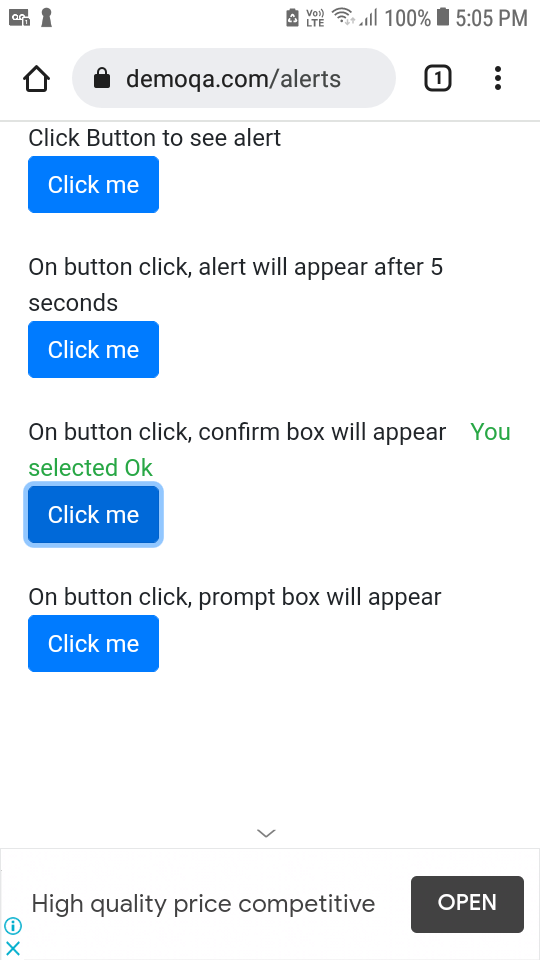 Vo))
LTE
100%
5:05 PM
demoqa.com/alerts
1
Click Button to see alert
Click me
On button click, alert will appear after 5
seconds
Click me
On button click, confirm box will appear You
selected Ok
Click me
On button click, prompt box will appear
Click me
High quality price competitive
OPEN